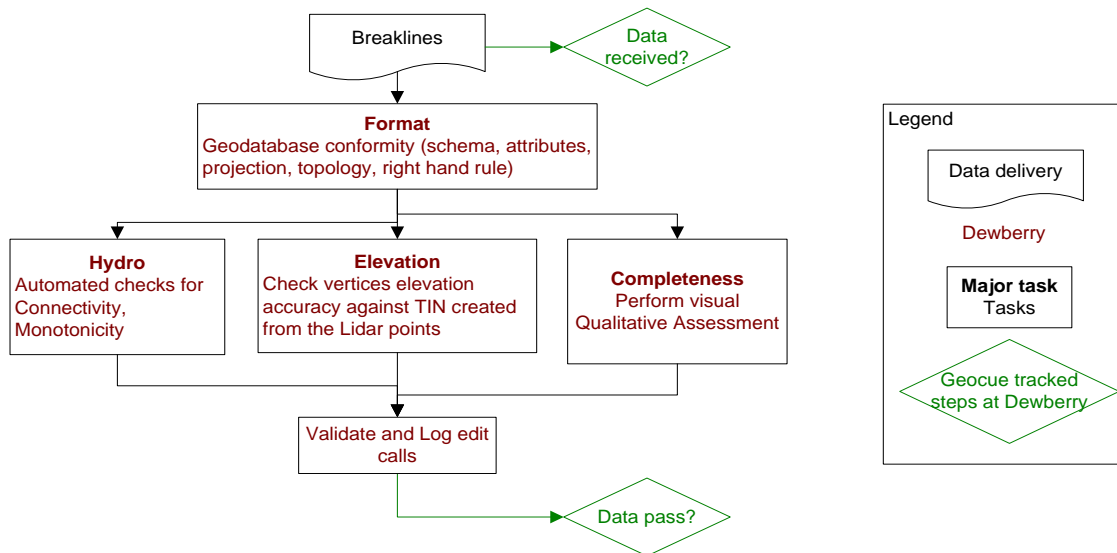 Breaklines
Data
received?
Format
Geodatabase conformity (schema, attributes,
projection, topology, right hand rule)
Hydro
Automated checks for
Connectivity,
Monotonicity
Elevation
Check vertices elevation
accuracy against TIN created
from the Lidar points
Completeness
Perform visual
Qualitative Assessment
Validate and Log edit
calls
Data pass?
Legend
Data delivery
Dewberry
Major task
Tasks
Geocue tracked
steps at Dewberry